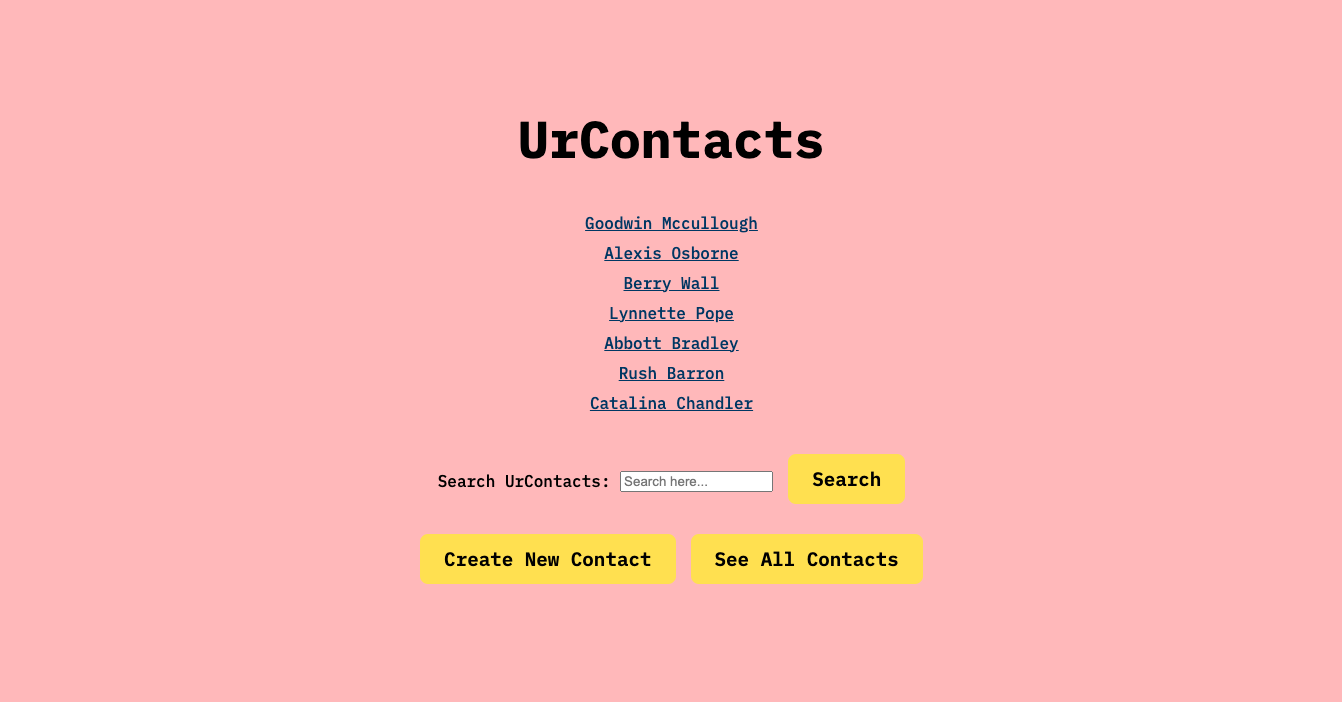 UrContacts
Goodwin Mccullough
Alexis Osborne
Berry Wall
Lynnette Pope
Abbott Bradley
Rush Barron
Catalina Chandler
Search UrContacts: Search here... Search
Create New Contact See All Contacts